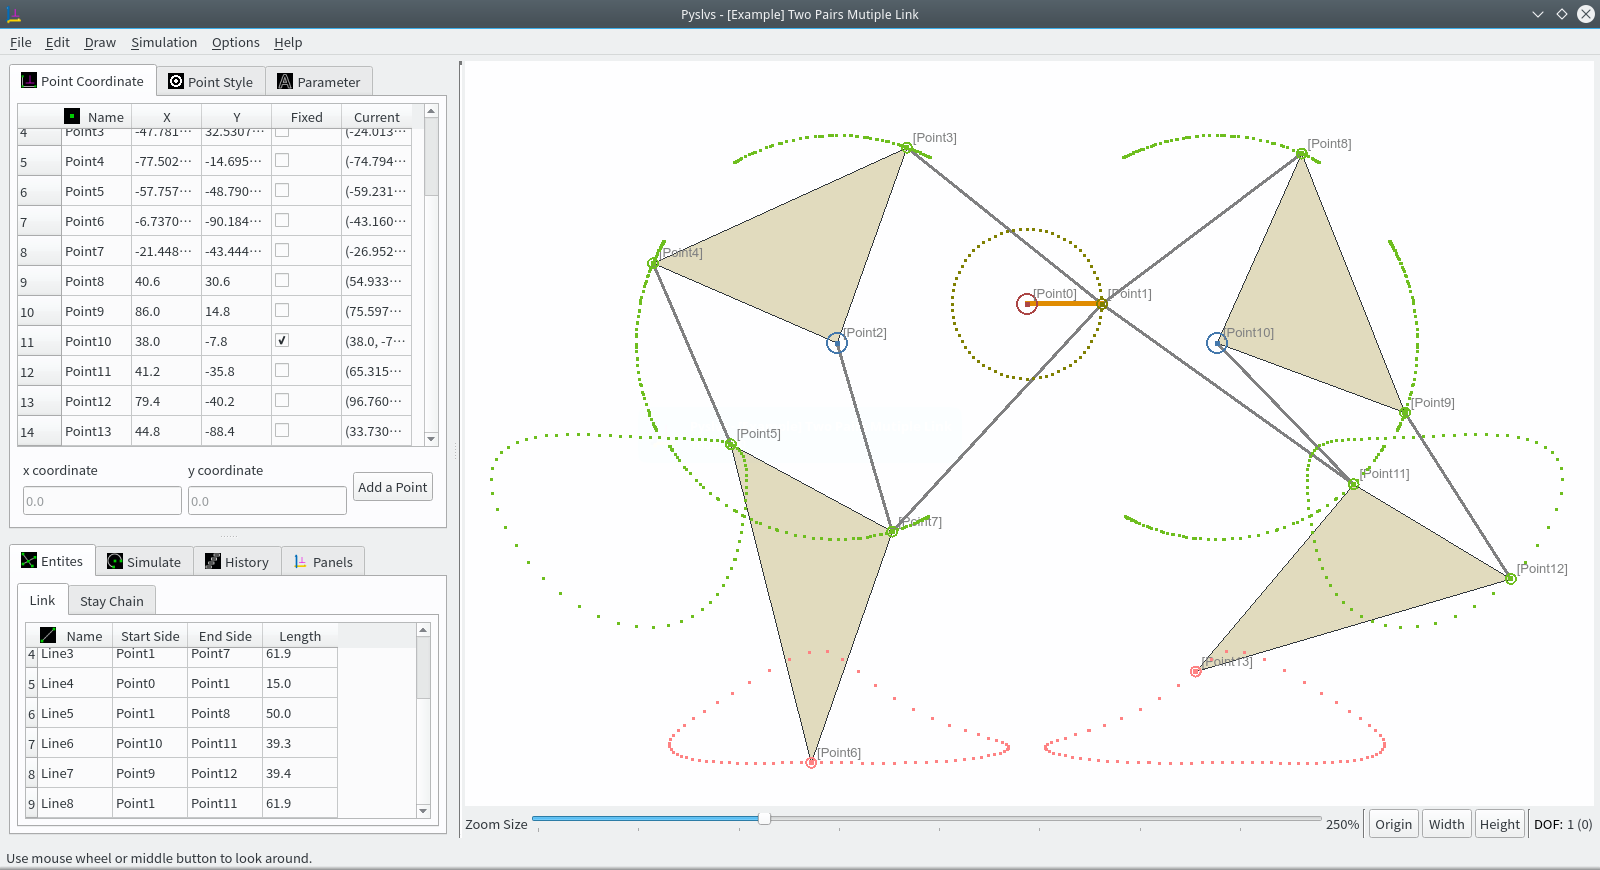 Pyslvs - [Example] Two Pairs Mutiple Link
File Edit Draw Simulation Options Help
Point Coordinate Point Style Parameter
Name X Y Fixed Current
4 Point3 -47.781··· 32.5307··· (-24.013···
5 Point4 -77.502··· -14.695··· (-74.794···
6 Point5 -57.757··· -48.790··· (-59.231···
7 Point6 -6.7370··· -90.184··· (-43.160···
8 Point7 -21.448··· -43.444··· (-26.952···
9 Point8 40.6 30.6 (54.933···
10 Point9 86.0 14.8 (75.597···
11 Point10 38.0 -7.8 (38.0, -7···
12 Point11 41.2 -35.8 (65.315···
13 Point12 79.4 -40.2 (96.760···
14 Point13 44.8 -88.4 (33.730···
x coordinate y coordinate
0.0 0.0 Add a Point
Entites Simulate History Panels
Link Stay Chain
Name Start Side End Side Length
4 Line3 Point1 Point7 61.9
5 Line4 Point0 Point1 15.0
6 Line5 Point1 Point8 50.0
7 Line6 Point10 Point11 39.3
8 Line7 Point9 Point12 39.4
9 Line8 Point1 Point11 61.9
[Point3]
[Point8]
[Point4]
[Point0] [Point1]
[Point2]
[Point10]
[Point9]
[Point5]
[Point11]
[Point7]
[Point12]
[Point13]
[Point6]
Zoom Size 250% Origin Width Height DOF: 1 (0)
Use mouse wheel or middle button to look around.